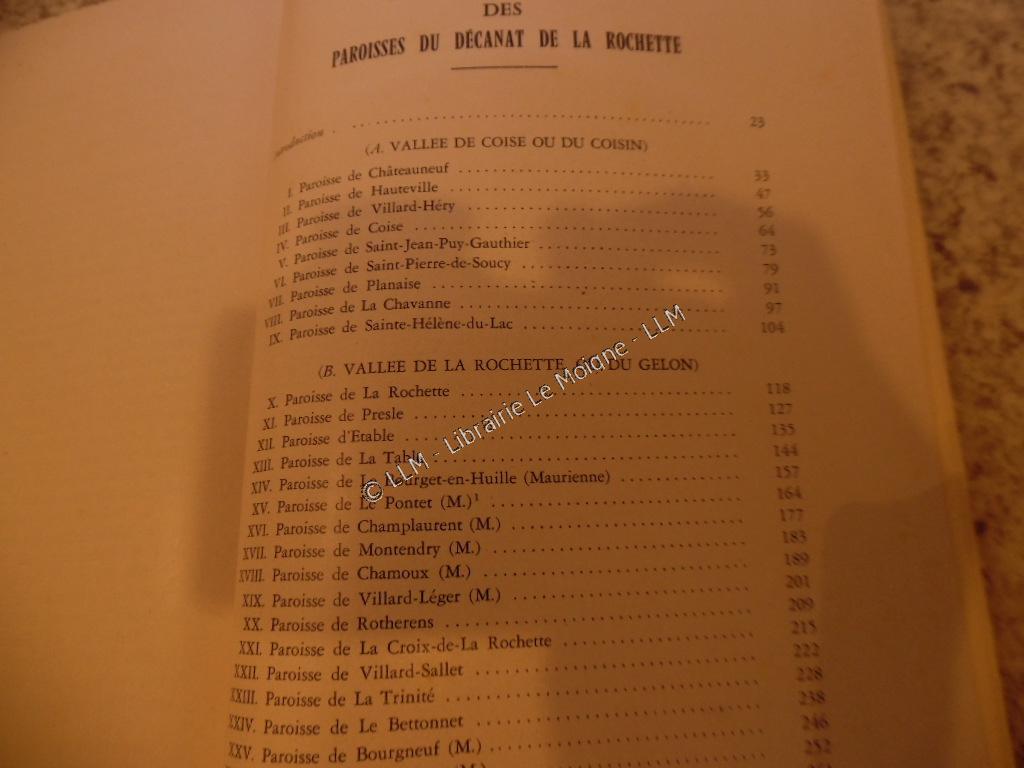 DES
PAROISSES DU DÉCANAT DE LA ROCHETTE
Introduction . . . . . . . . . . 23
(A. VALLEE DE COISE OU DU COISIN)
I. Paroisse de Châteauneuf . . . . . . . . . . 33
II. Paroisse de Hauteville . . . . . . . . . . 47
III. Paroisse de Villard-Héry . . . . . . . . . . 56
IV. Paroisse de Coise . . . . . . . . . . 64
V. Paroisse de Saint-Jean-Puy-Gauthier . . . . . . . . . . 73
VI. Paroisse de Saint-Pierre-de-Soucy . . . . . . . . . . 79
VII. Paroisse de Planaise . . . . . . . . . . 91
VIII. Paroisse de La Chavanne . . . . . . . . . . 97
IX. Paroisse de Sainte-Hélène-du-Lac . . . . . . . . . . 104
(B. VALLEE DE LA ROCHETTE, OU DU GELON)
X. Paroisse de La Rochette . . . . . . . . . . 118
XI. Paroisse de Presle . . . . . . . . . . 127
XII. Paroisse d'Etable . . . . . . . . . . 135
XIII. Paroisse de La Table . . . . . . . . . . 144
XIV. Paroisse de Le Bourget-en-Huille (Maurienne) . . . . . . . . . . 157
XV. Paroisse de Le Pontet (M.)¹ . . . . . . . . . . 164
XVI. Paroisse de Champlaurent (M.) . . . . . . . . . . 177
XVII. Paroisse de Montendry (M.) . . . . . . . . . . 183
XVIII. Paroisse de Chamoux (M.) . . . . . . . . . . 189
XIX. Paroisse de Villard-Léger (M.) . . . . . . . . . . 201
XX. Paroisse de Rotherens . . . . . . . . . . 209
XXI. Paroisse de La Croix-de-La Rochette . . . . . . . . . . 215
XXII. Paroisse de Villard-Sallet . . . . . . . . . . 222
XXIII. Paroisse de La Trinité . . . . . . . . . . 228
XXIV. Paroisse de Le Bettonnet . . . . . . . . . . 238
XXV. Paroisse de Bourgneuf (M.) . . . . . . . . . . 246
252
© LLM - Librairie Le Moigne - LLM